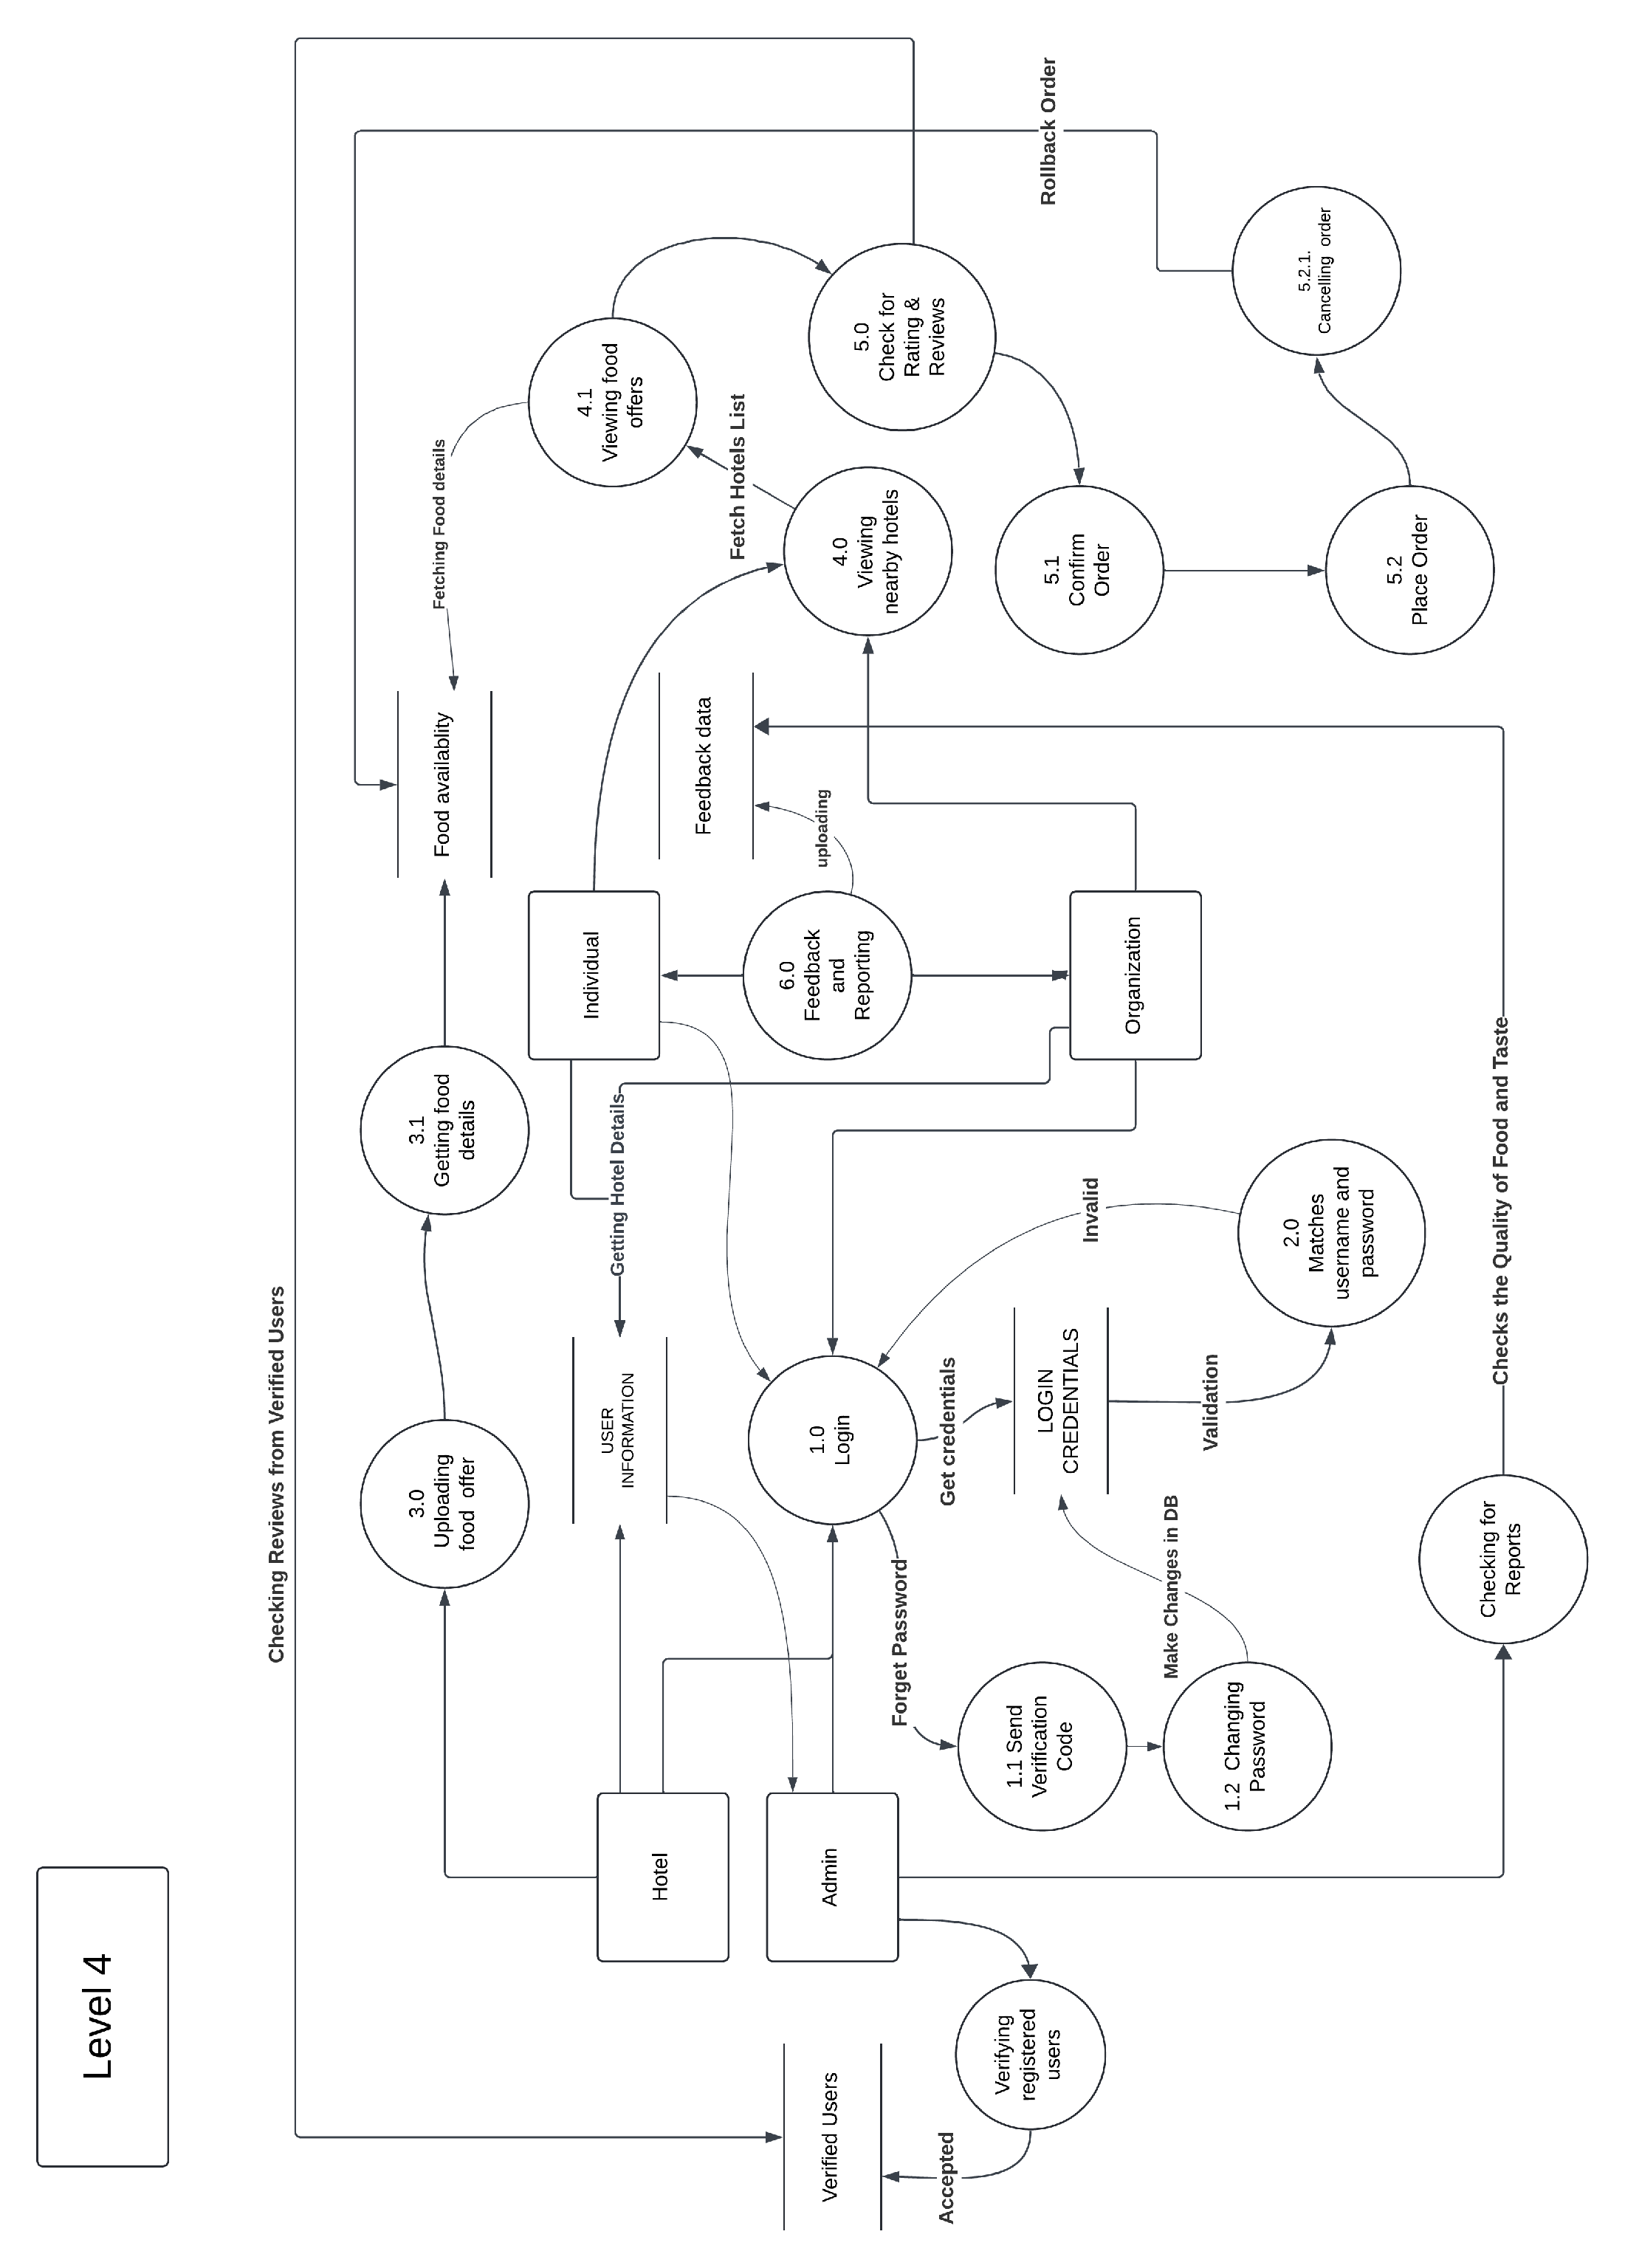 Level 4
Checking Reviews from Verified Users
Rollback Order
Fetching Food details
Food availablity
3.1
Getting food
details
3.0
Uploading
food  offer
4.1
Viewing food
offers
5.0
Check for
Rating &
Reviews
Fetch Hotels List
4.0
Viewing
nearby hotels
5.2.1.
Cancelling  order
5.1
Confirm
Order
5.2
Place Order
Individual
Feedback data
uploading
6.0
Feedback
and
Reporting
Organization
Getting Hotel Details
USER
INFORMATION
1.0
Login
Invalid
2.0
Matches
username and
password
Get credentials
LOGIN
CREDENTIALS
Validation
Make Changes in DB
Forget Password
1.1 Send
Verification
Code
1.2  Changing
Password
Hotel
Admin
Checks the Quality of Food and Taste
Checking for
Reports
Verifying
registered
users
Verified Users
Accepted